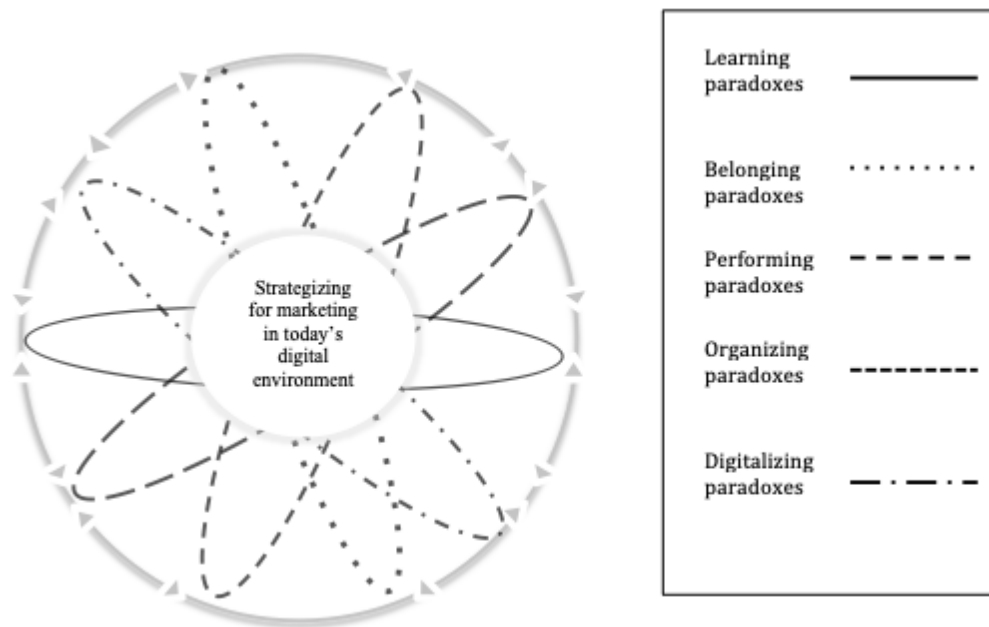 Strategizing
for marketing
in today's
digital
environment
Learning
paradoxes
Belonging
paradoxes
Performing
paradoxes
Organizing
paradoxes
Digitalizing
paradoxes